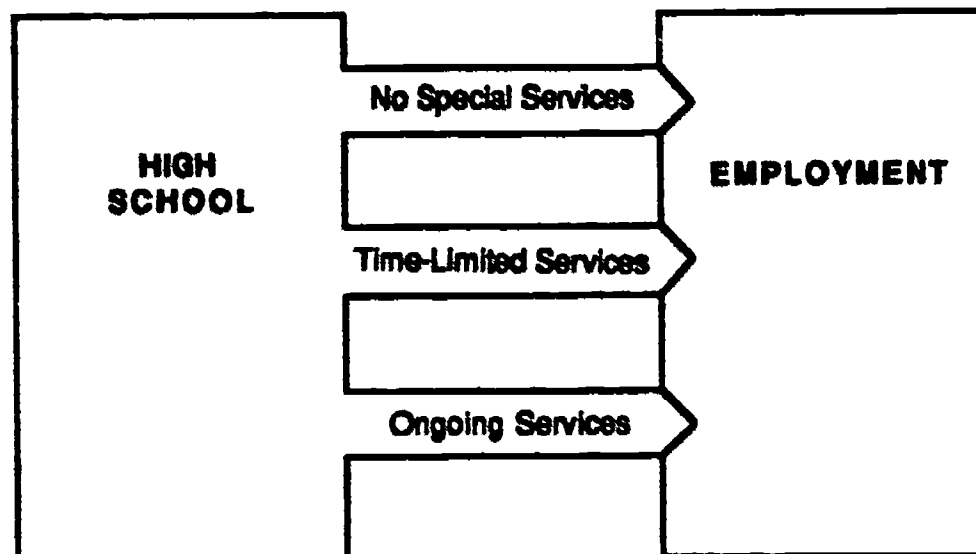 No Special Services
HIGH
SCHOOL
EMPLOYMENT
Time-Limited Services
Ongoing Services